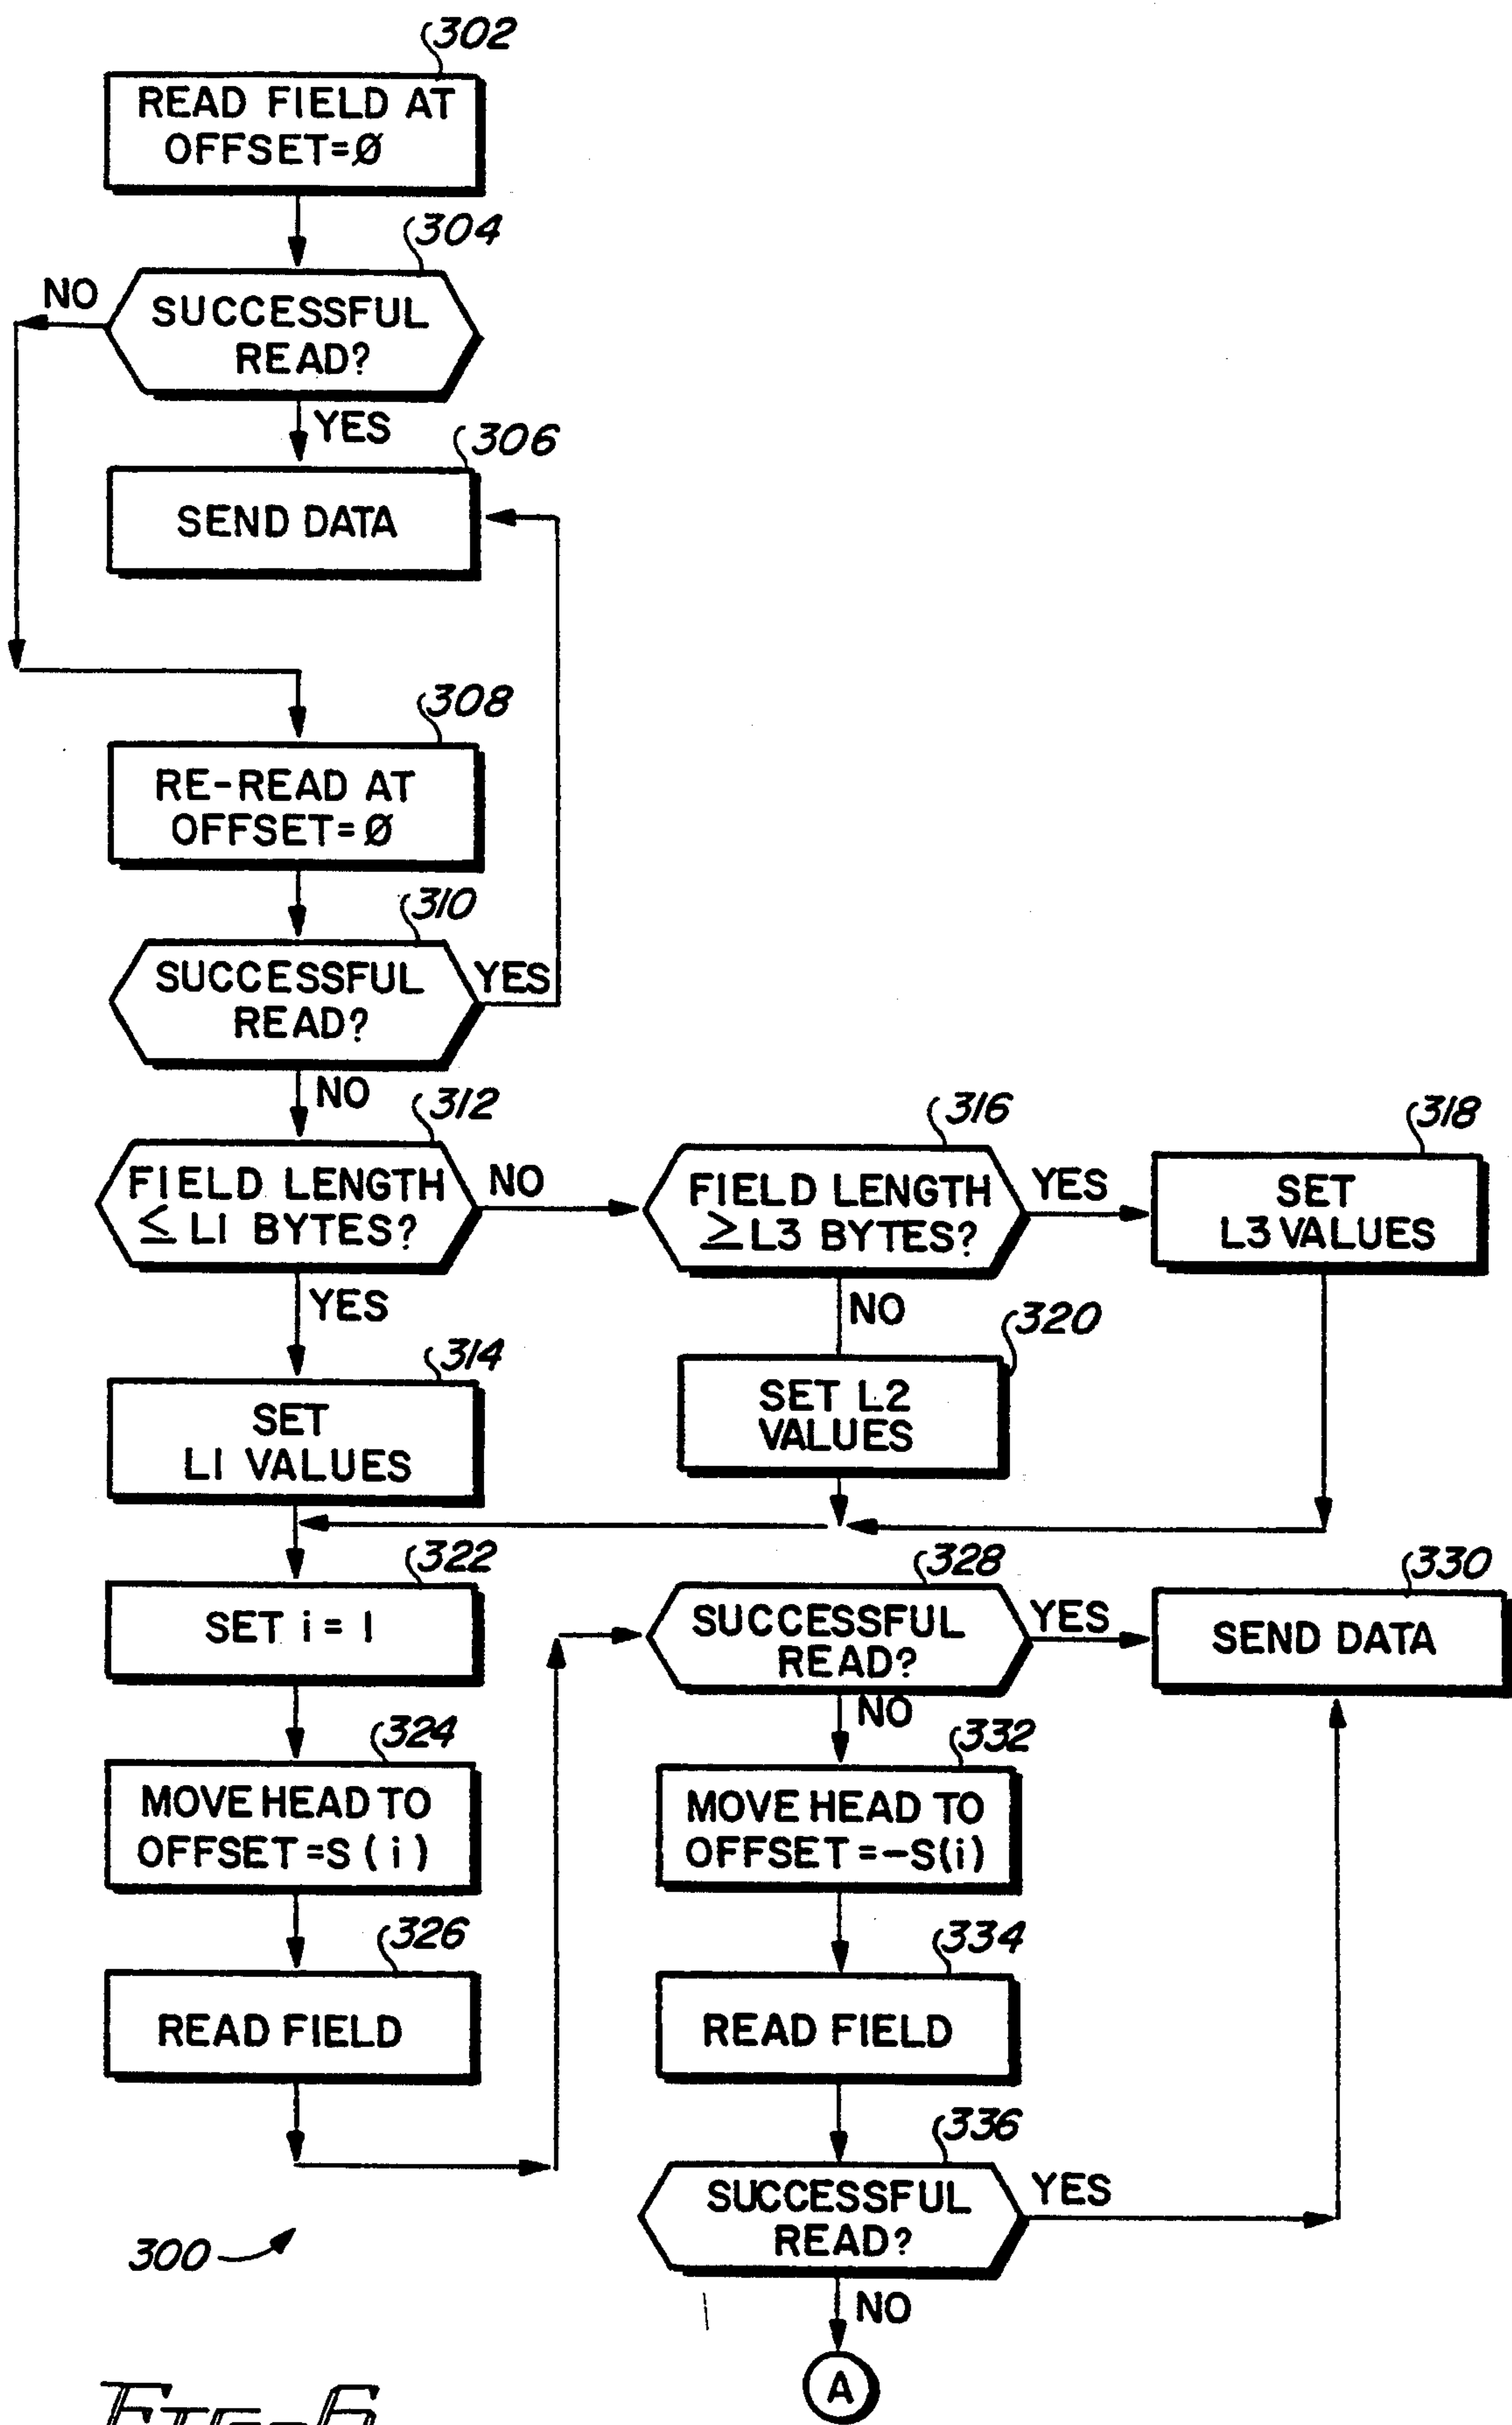 302
READ FIELD AT
OFFSET=Ø
304
NO
SUCCESSFUL
READ?
YES
306
SEND DATA
308
RE-READ AT
OFFSET=Ø
310
SUCCESSFUL
READ?
YES
NO
312
FIELD LENGTH
≤ L1 BYTES?
NO
316
FIELD LENGTH
≥ L3 BYTES?
YES
318
SET
L3 VALUES
YES
NO
314
SET
L1 VALUES
320
SET L2
VALUES
322
SET i = 1
328
SUCCESSFUL
READ?
YES
330
SEND DATA
NO
324
MOVE HEAD TO
OFFSET=S(i)
332
MOVE HEAD TO
OFFSET=-S(i)
326
READ FIELD
334
READ FIELD
336
SUCCESSFUL
READ?
YES
300
NO
A